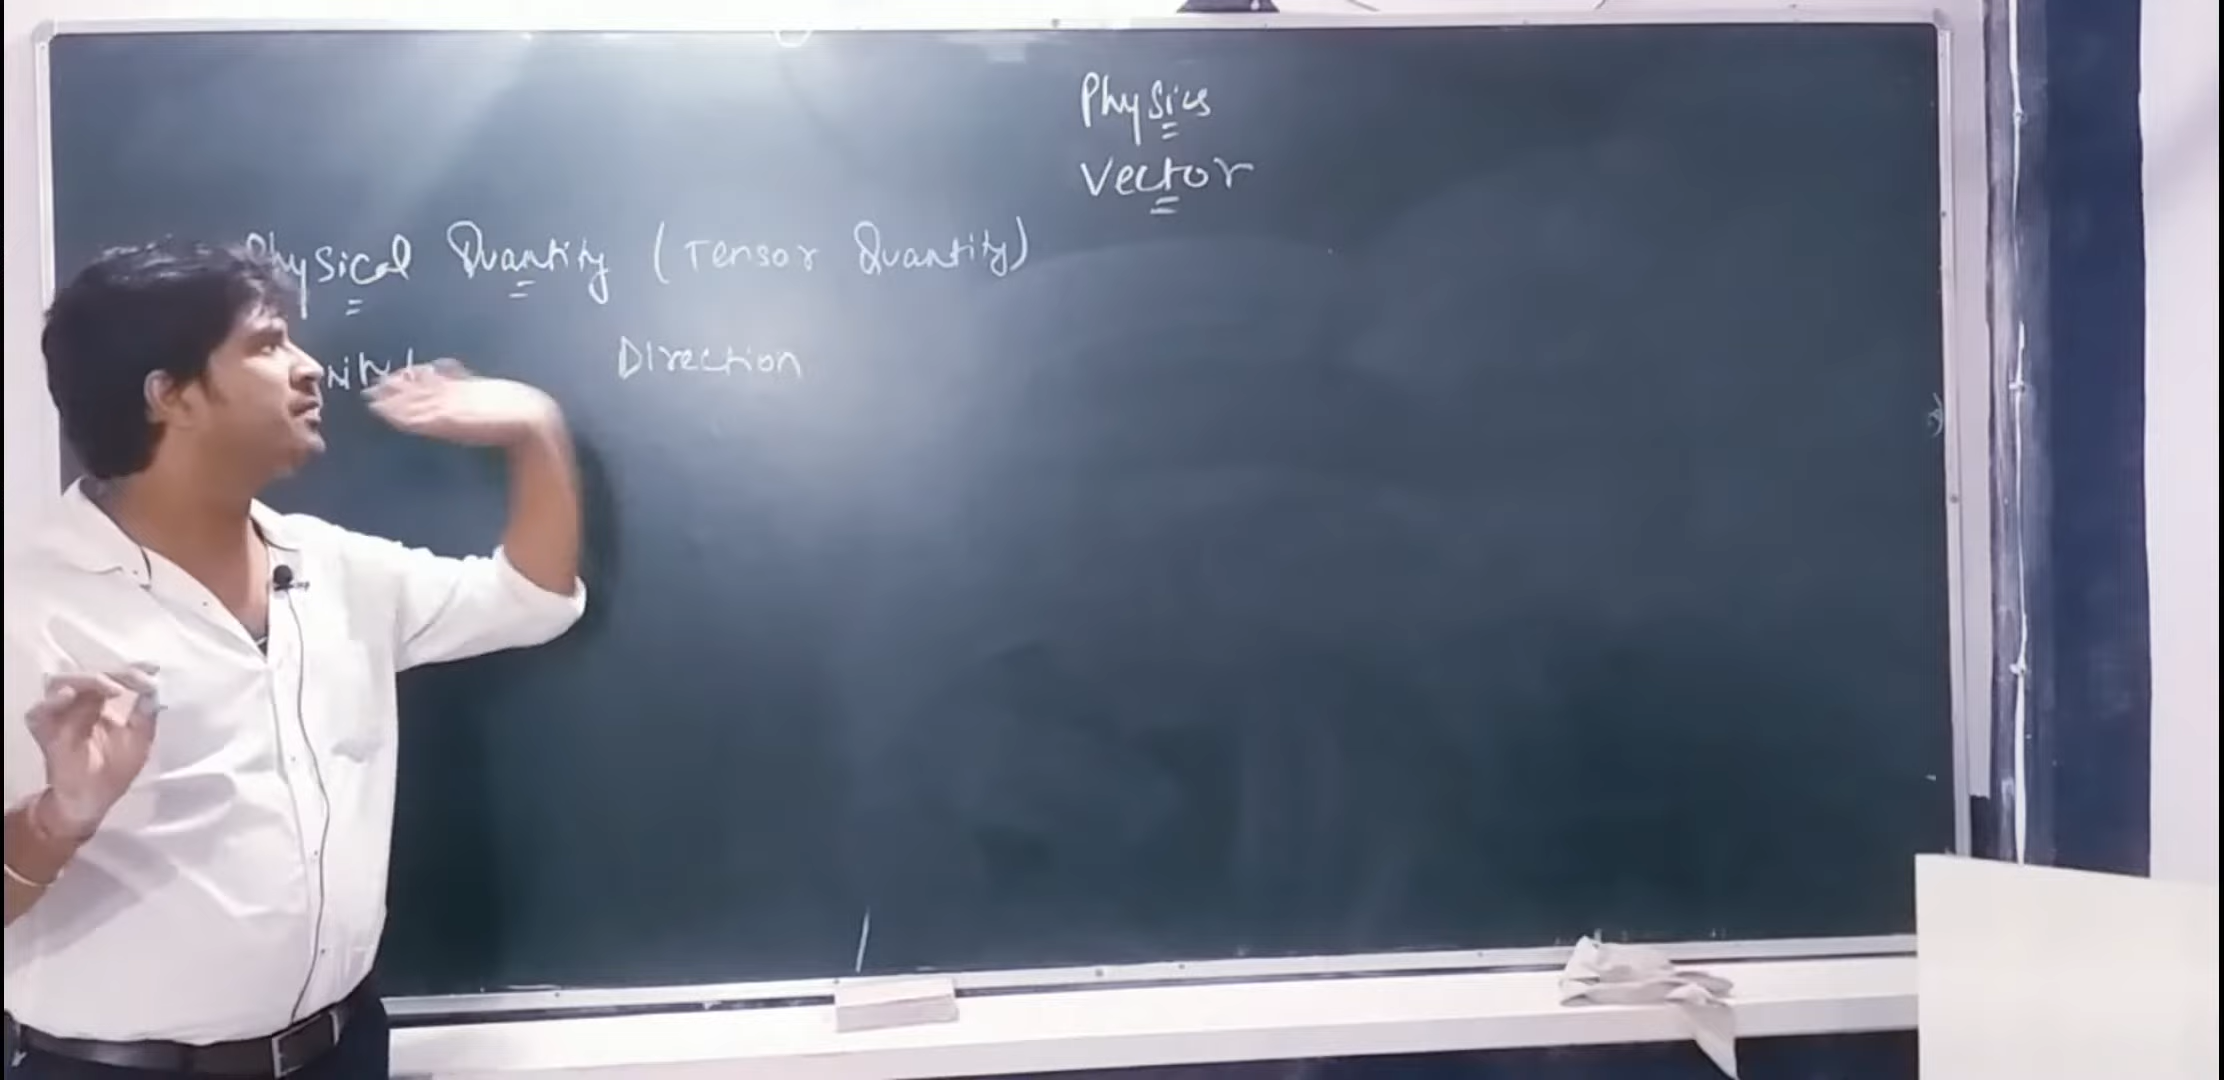 Physics
Vector
Physical Quantity (Tensor Quantity)
Direction